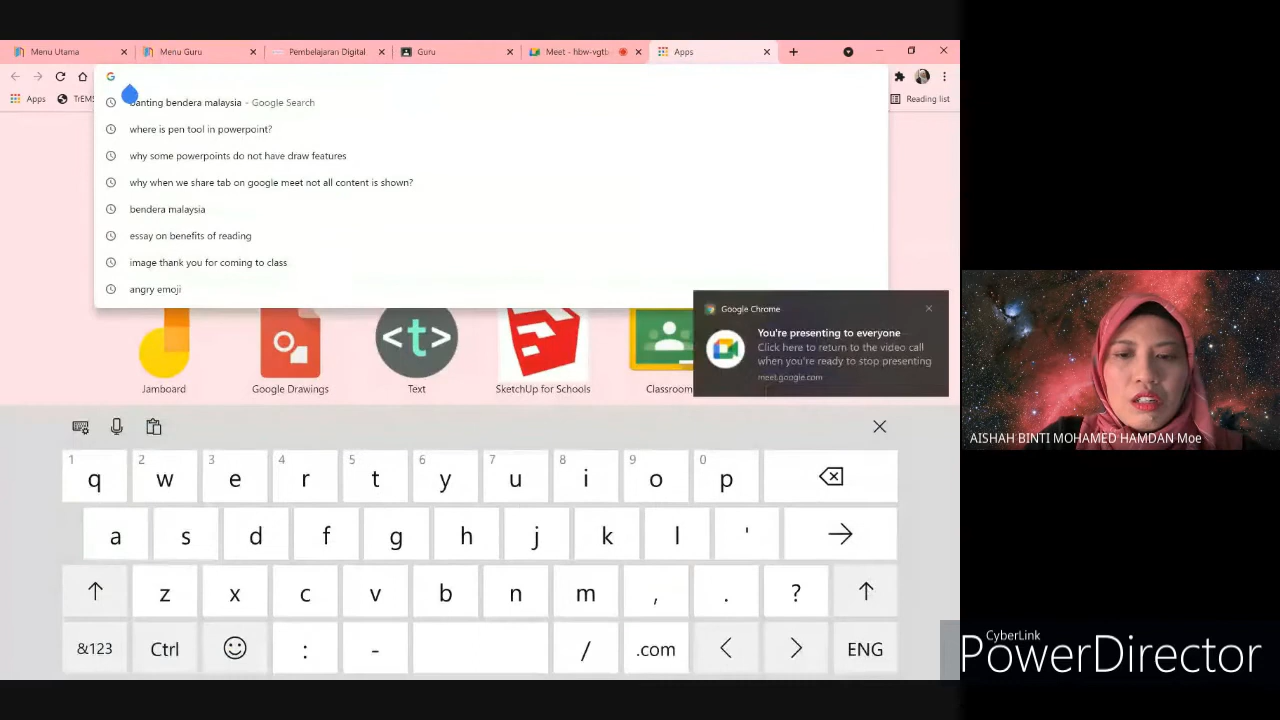 Menu Utama
Menu Guru
Pembelajaran Digital
Guru
Meet - hbw-vgtb
Apps
Apps
TrEMS
Reading list
banting bendera malaysia - Google Search
where is pen tool in powerpoint?
why some powerpoints do not have draw features
why when we share tab on google meet not all content is shown?
bendera malaysia
essay on benefits of reading
image thank you for coming to class
angry emoji
Google Chrome
You're presenting to everyone
Click here to return to the video call
when you're ready to stop presenting
meet.google.com
<t>
Jamboard
Google Drawings
Text
SketchUp for Schools
Classroom
AISHAH BINTI MOHAMED HAMDAN Moe
1 2 3 4 5 6 7 8 9 0
q w e r t y u i o p
a s d f g h j k l '
z x c v b n m , . ?
&123 Ctrl : - / .com < > ENG
CyberLink
PowerDirector